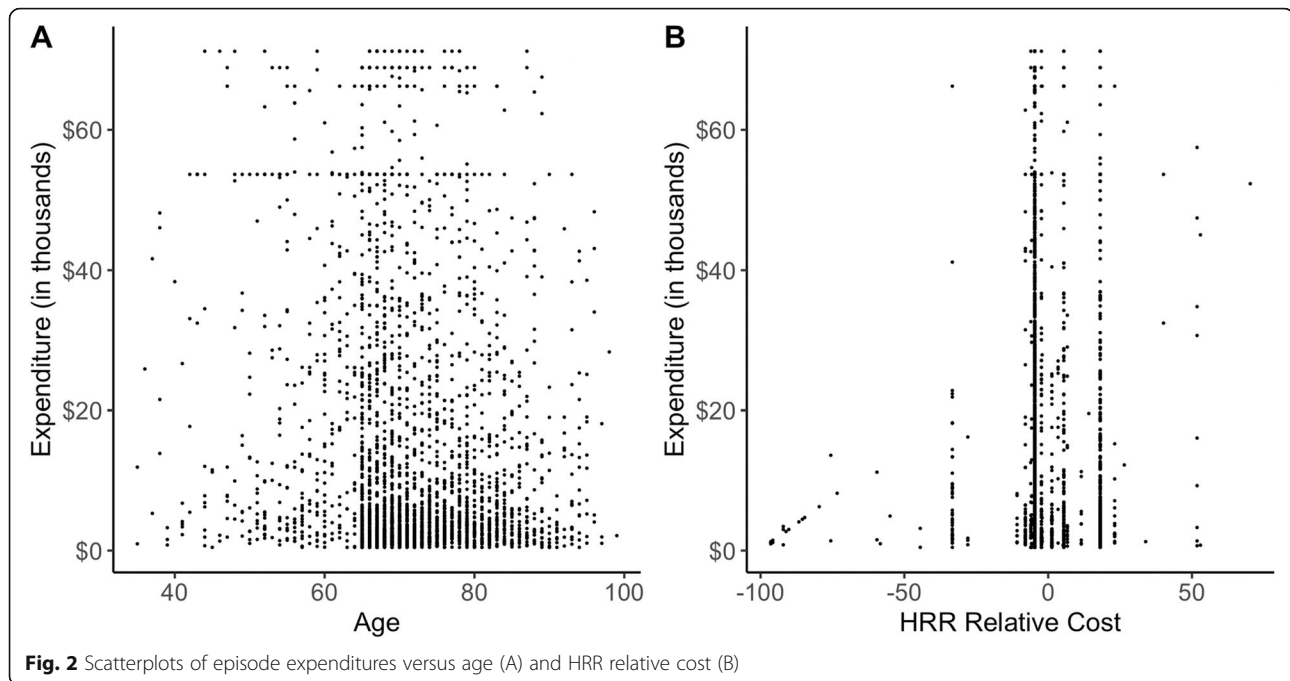 A
Expenditure (in thousands)
$60
$40
$20
$0
40 60 80 100
Age
B
Expenditure (in thousands)
$60
$40
$20
$0
-100 -50 0 50
HRR Relative Cost
Fig. 2 Scatterplots of episode expenditures versus age (A) and HRR relative cost (B)